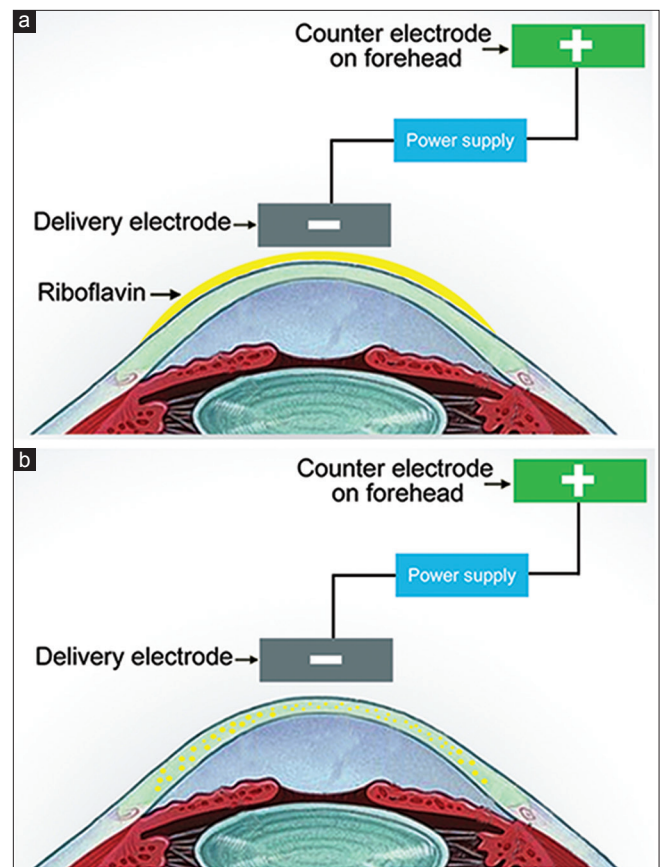 a
Counter electrode
on forehead
+
Power supply
Delivery electrode
-
Riboflavin
b
Counter electrode
on forehead
+
Power supply
Delivery electrode
-